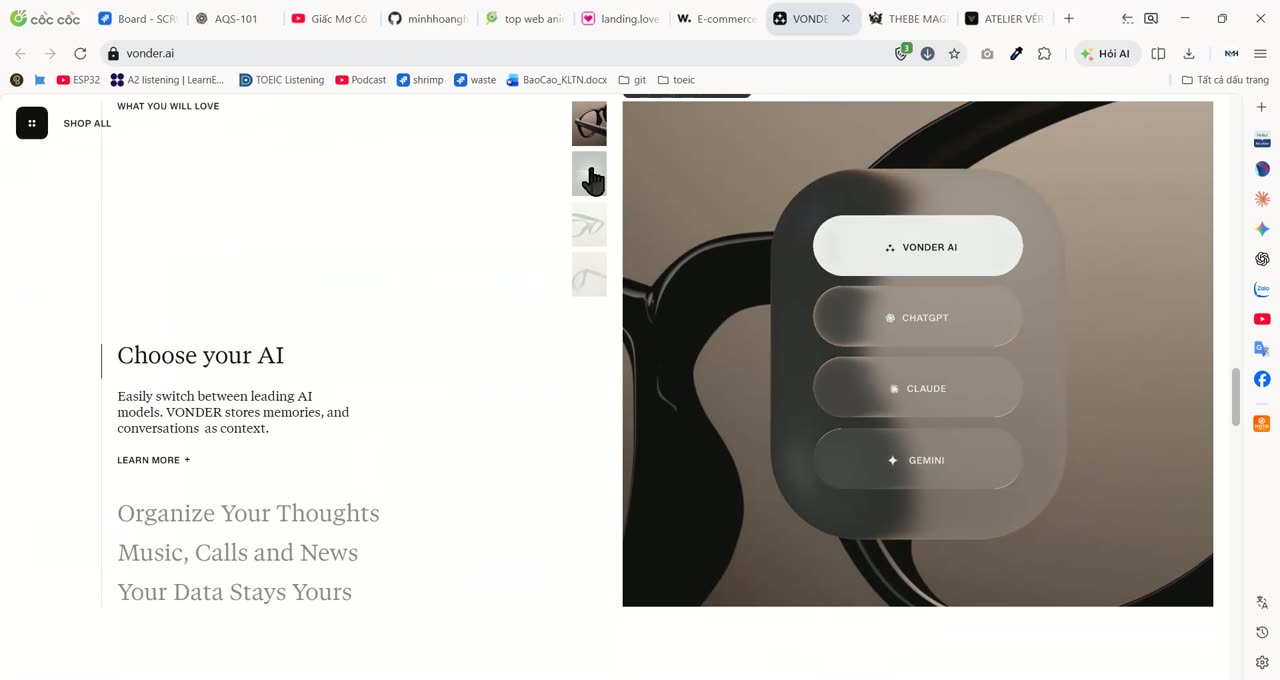 cốc cốc
Board - SCR
AQS-101
Giấc Mơ Có
minhhoangh
top web ani
landing.love
E-commerce
VONDE
THEBE MAG
ATELIER VÉR
vonder.ai
3
Hỏi AI
ESP32
A2 listening | LearnE...
TOEIC Listening
Podcast
shrimp
waste
BaoCao_KLTN.docx
git
toeic
Tất cả dấu trang
WHAT YOU WILL LOVE
SHOP ALL
Choose your AI
Easily switch between leading AI
models. VONDER stores memories, and
conversations as context.
LEARN MORE +
Organize Your Thoughts
Music, Calls and News
Your Data Stays Yours
VONDER AI
CHATGPT
CLAUDE
GEMINI
Zalo